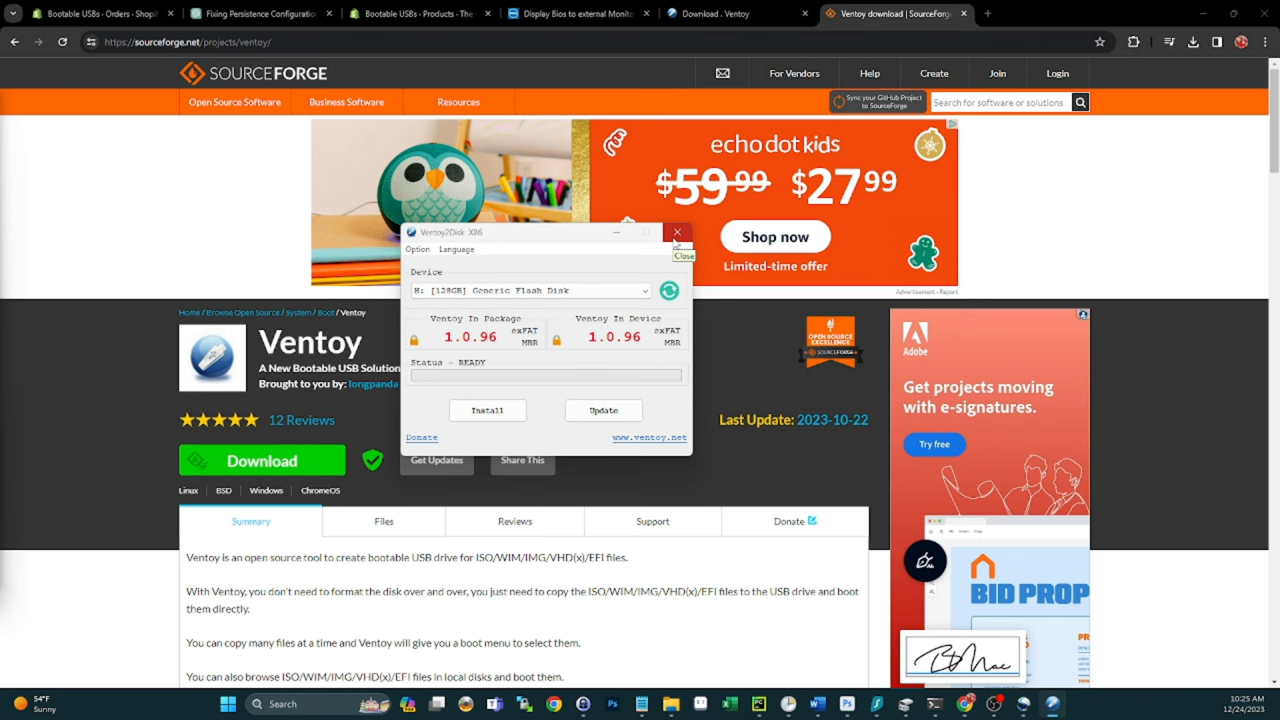 Bootable USBs - Orders · Shopif
Fixing Persistence Configuration
Bootable USBs - Products - The
Display Bios to external Monito
Download . Ventoy
Ventoy download | SourceForge
https://sourceforge.net/projects/ventoy/
SOURCEFORGE
For Vendors
Help
Create
Join
Login
Open Source Software
Business Software
Resources
Sync your GitHub Project
to SourceForge
Search for software or solutions
echo dot kids
$59 99 $27 99
Shop now
Limited-time offer
Advertisement - Report
Ventoy2Disk X86
Close
Option Language
Device
H: [128GB] Generic Flash Disk
Ventoy In Package
Ventoy In Device
1.0.96 exFAT
MBR
1.0.96 exFAT
MBR
Status - READY
Install
Update
Donate
www.ventoy.net
Home / Browse Open Source / System / Boot / Ventoy
Ventoy
A New Bootable USB Solution
Brought to you by: longpanda
OPEN SOURCE
EXCELLENCE
SOURCEFORGE
12 Reviews
Last Update: 2023-10-22
Download
Get Updates
Share This
Linux
BSD
Windows
ChromeOS
Summary
Files
Reviews
Support
Donate
Ventoy is an open source tool to create bootable USB drive for ISO/WIM/IMG/VHD(x)/EFI files.
With Ventoy, you don't need to format the disk over and over, you just need to copy the ISO/WIM/IMG/VHD(x)/EFI files to the USB drive and boot
them directly.
You can copy many files at a time and Ventoy will give you a boot menu to select them.
You can also browse ISO/WIM/IMG/VHD(x)/EFI files in local disks and boot them.
Adobe
Get projects moving
with e-signatures.
Try free
BID PROP
54°F
Sunny
Search
10:25 AM
12/24/2023